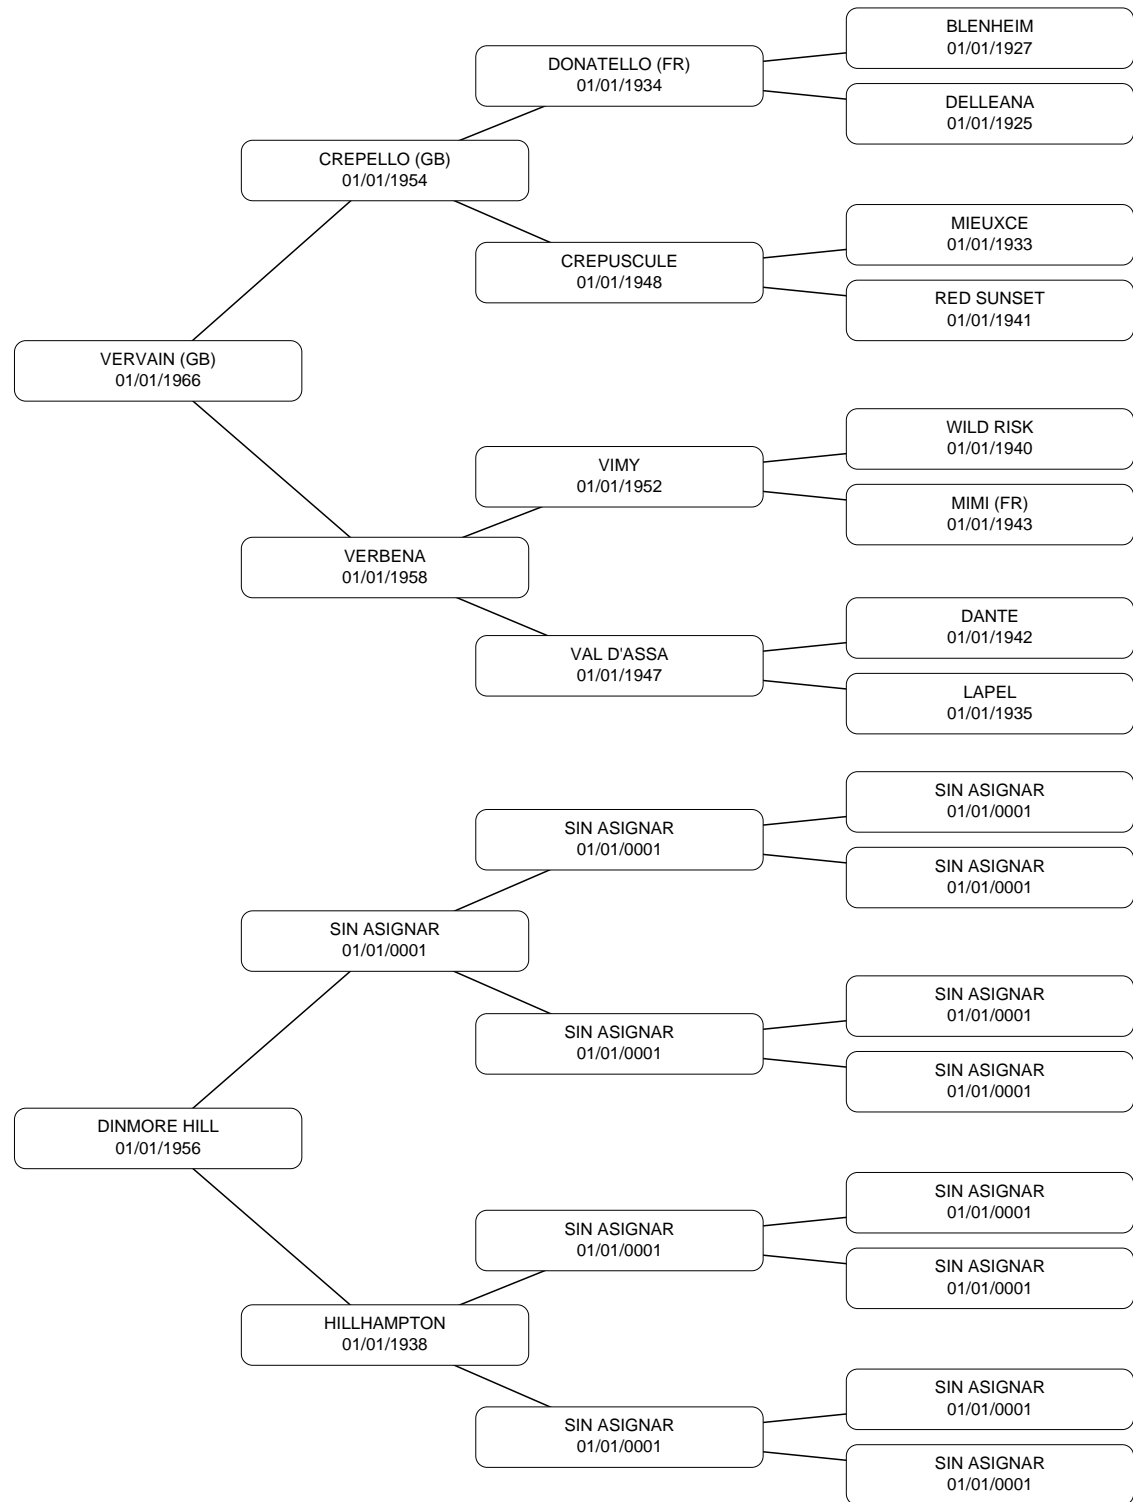 BLENHEIM
01/01/1927
DONATELLO (FR)
01/01/1934
DELLEANA
01/01/1925
CREPELLO (GB)
01/01/1954
MIEUXCE
01/01/1933
CREPUSCULE
01/01/1948
RED SUNSET
01/01/1941
VERVAIN (GB)
01/01/1966
WILD RISK
01/01/1940
VIMY
01/01/1952
MIMI (FR)
01/01/1943
VERBENA
01/01/1958
DANTE
01/01/1942
VAL D'ASSA
01/01/1947
LAPEL
01/01/1935
SIN ASIGNAR
01/01/0001
SIN ASIGNAR
01/01/0001
SIN ASIGNAR
01/01/0001
SIN ASIGNAR
01/01/0001
SIN ASIGNAR
01/01/0001
SIN ASIGNAR
01/01/0001
SIN ASIGNAR
01/01/0001
DINMORE HILL
01/01/1956
SIN ASIGNAR
01/01/0001
SIN ASIGNAR
01/01/0001
SIN ASIGNAR
01/01/0001
HILLHAMPTON
01/01/1938
SIN ASIGNAR
01/01/0001
SIN ASIGNAR
01/01/0001
SIN ASIGNAR
01/01/0001